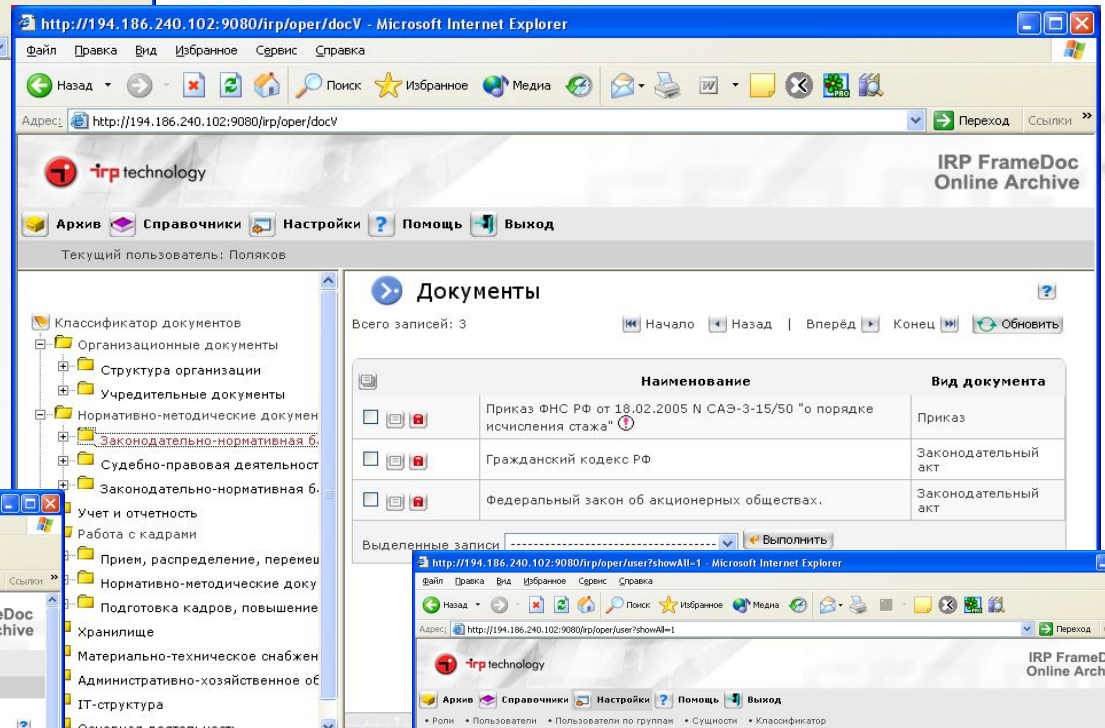 http://194.186.240.102:9080/irp/oper/docV - Microsoft Internet Explorer
Файл Правка Вид Избранное Сервис Справка
Назад Поиск Избранное Медиа
Адрес: http://194.186.240.102:9080/irp/oper/docV Переход Ссылки »
irp technology
IRP FrameDoc
Online Archive
Архив Справочники Настройки ? Помощь Выход
Текущий пользователь: Поляков
Классификатор документов
Организационные документы
Структура организации
Учредительные документы
Нормативно-методические докумен
Законодательно-нормативная б
Судебно-правовая деятельност
Законодательно-нормативная б
Учет и отчетность
Работа с кадрами
Прием, распределение, перемещ
Нормативно-методические доку
Подготовка кадров, повышение
Хранилище
Материально-техническое снабжен
Административно-хозяйственное об
IT-структура
Документы ?
Всего записей: 3 Начало Назад | Вперёд Конец Обновить
Наименование Вид документа
Приказ ФНС РФ от 18.02.2005 N САЭ-3-15/50 "о порядке
исчисления стажа" Приказ
Гражданский кодекс РФ Законодательный
акт
Федеральный закон об акционерных обществах. Законодательный
акт
Выделенные записи ------------------------------------ Выполнить
Ссылки »
eDoc
chive
?
http://194.186.240.102:9080/irp/oper/user?showAll=1 - Microsoft Internet Explorer
Файл Правка Вид Избранное Сервис Справка
Назад Поиск Избранное Медиа
Адрес: http://194.186.240.102:9080/irp/oper/user?showAll=1 Переход
irp technology
IRP FrameD
Online Arch
Архив Справочники Настройки ? Помощь Выход
• Роли • Пользователи • Пользователи по группам • Сущности • Классификатор